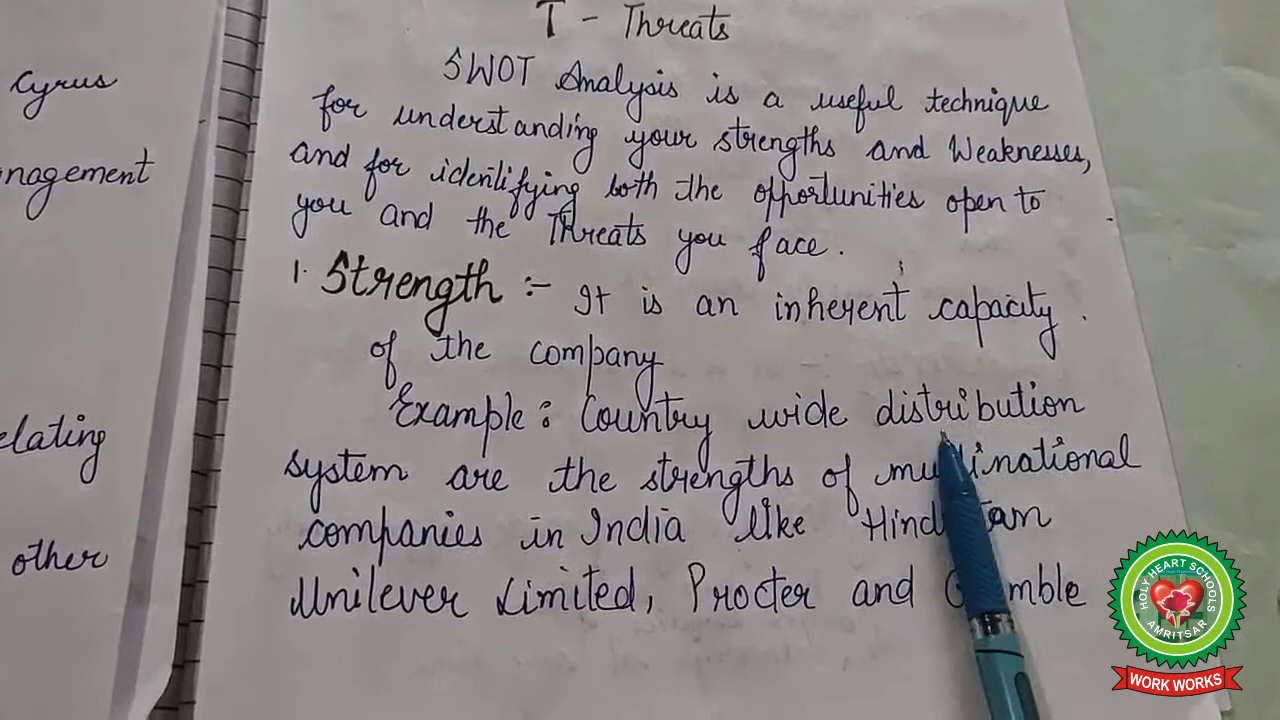 Cyrus
nagement
elating
other
T - Threats
SWOT Analysis is a useful technique
for understanding your strengths and Weaknesses,
and for identifying both the opportunities open to
you and the Threats you face.
1. Strength :- It is an inherent capacity
of the company
Example: Country wide distribution
system are the strengths of multinational
companies in India like Hindustan
Unilever Limited, Procter and Gamble
HOLY HEART SCHOOLS
AMRITSAR
WORK WORKS